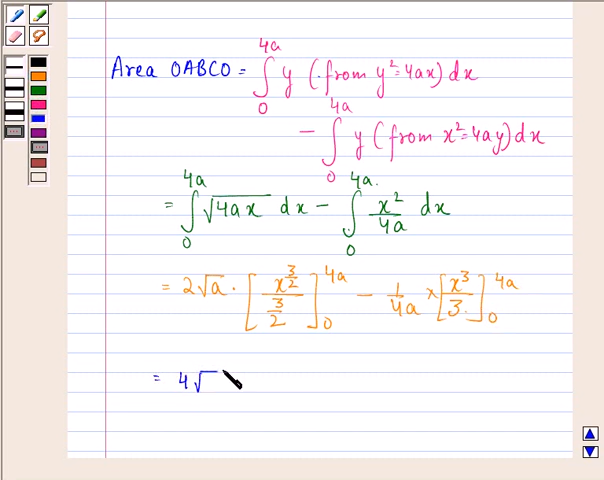 Area OABCO = ∫₀^{4a} y (from y² = 4ax) dx
− ∫₀^{4a} y (from x² = 4ay) dx
= ∫₀^{4a} √(4ax) dx − ∫₀^{4a} x²/4a dx
= 2√a · [x^{3/2} / (3/2)]₀^{4a} − 1/4a × [x³/3]₀^{4a}
= 4√